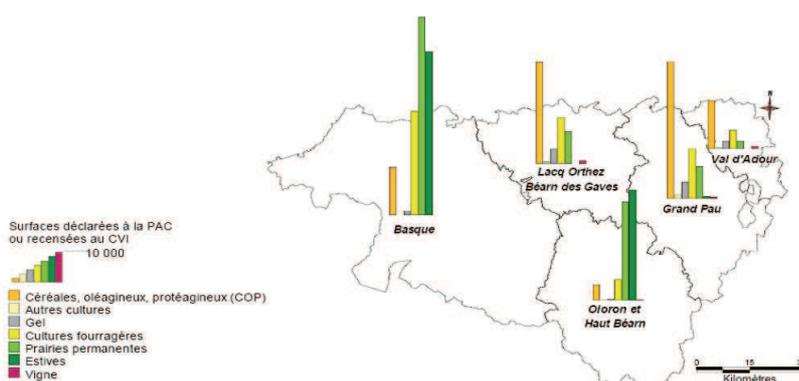 N
Val d'Adour
Lacq Orthez
Béarn des Gaves
Grand Pau
Basque
Oloron et
Haut Béarn
Surfaces déclarées à la PAC
ou recensées au CVI
10 000
Céréales, oléagineux, protéagineux (COP)
Autres cultures
Gel
Cultures fourragères
Prairies permanentes
Estives
Vigne
0 15
Kilomètres